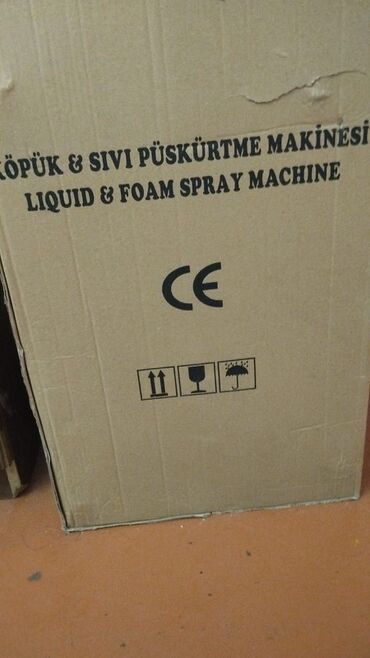 KÖPÜK & SIVI PÜSKÜRTME MAKİNESİ
LIQUID & FOAM SPRAY MACHINE
CE